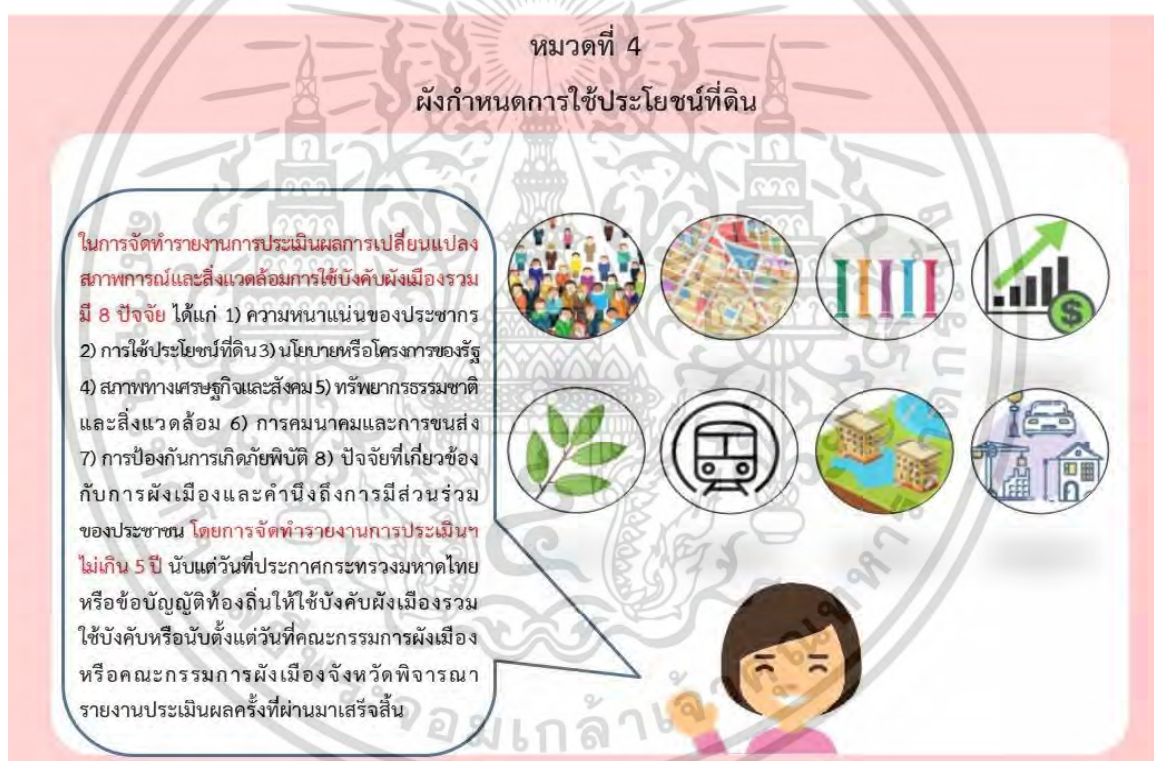 หมวดที่ 4
ผังกำหนดการใช้ประโยชน์ที่ดิน
ในการจัดทำรายงานการประเมินผลการเปลี่ยนแปลง
สภาพการณ์และสิ่งแวดล้อมการใช้บังคับผังเมืองรวม
มี 8 ปัจจัย ได้แก่ 1) ความหนาแน่นของประชากร
2) การใช้ประโยชน์ที่ดิน 3) นโยบายหรือโครงการของรัฐ
4) สภาพทางเศรษฐกิจและสังคม 5) ทรัพยากรธรรมชาติ
และสิ่งแวดล้อม 6) การคมนาคมและการขนส่ง
7) การป้องกันการเกิดภัยพิบัติ 8) ปัจจัยที่เกี่ยวข้อง
กับการผังเมืองและคำนึงถึงการมีส่วนร่วม
ของประชาชน โดยการจัดทำรายงานการประเมินฯ
ไม่เกิน 5 ปี นับแต่วันที่ประกาศกระทรวงมหาดไทย
หรือข้อบัญญัติท้องถิ่นให้ใช้บังคับผังเมืองรวม
ใช้บังคับหรือนับตั้งแต่วันที่คณะกรรมการผังเมือง
หรือคณะกรรมการผังเมืองจังหวัดพิจารณา
รายงานประเมินผลครั้งที่ผ่านมาเสร็จสิ้น